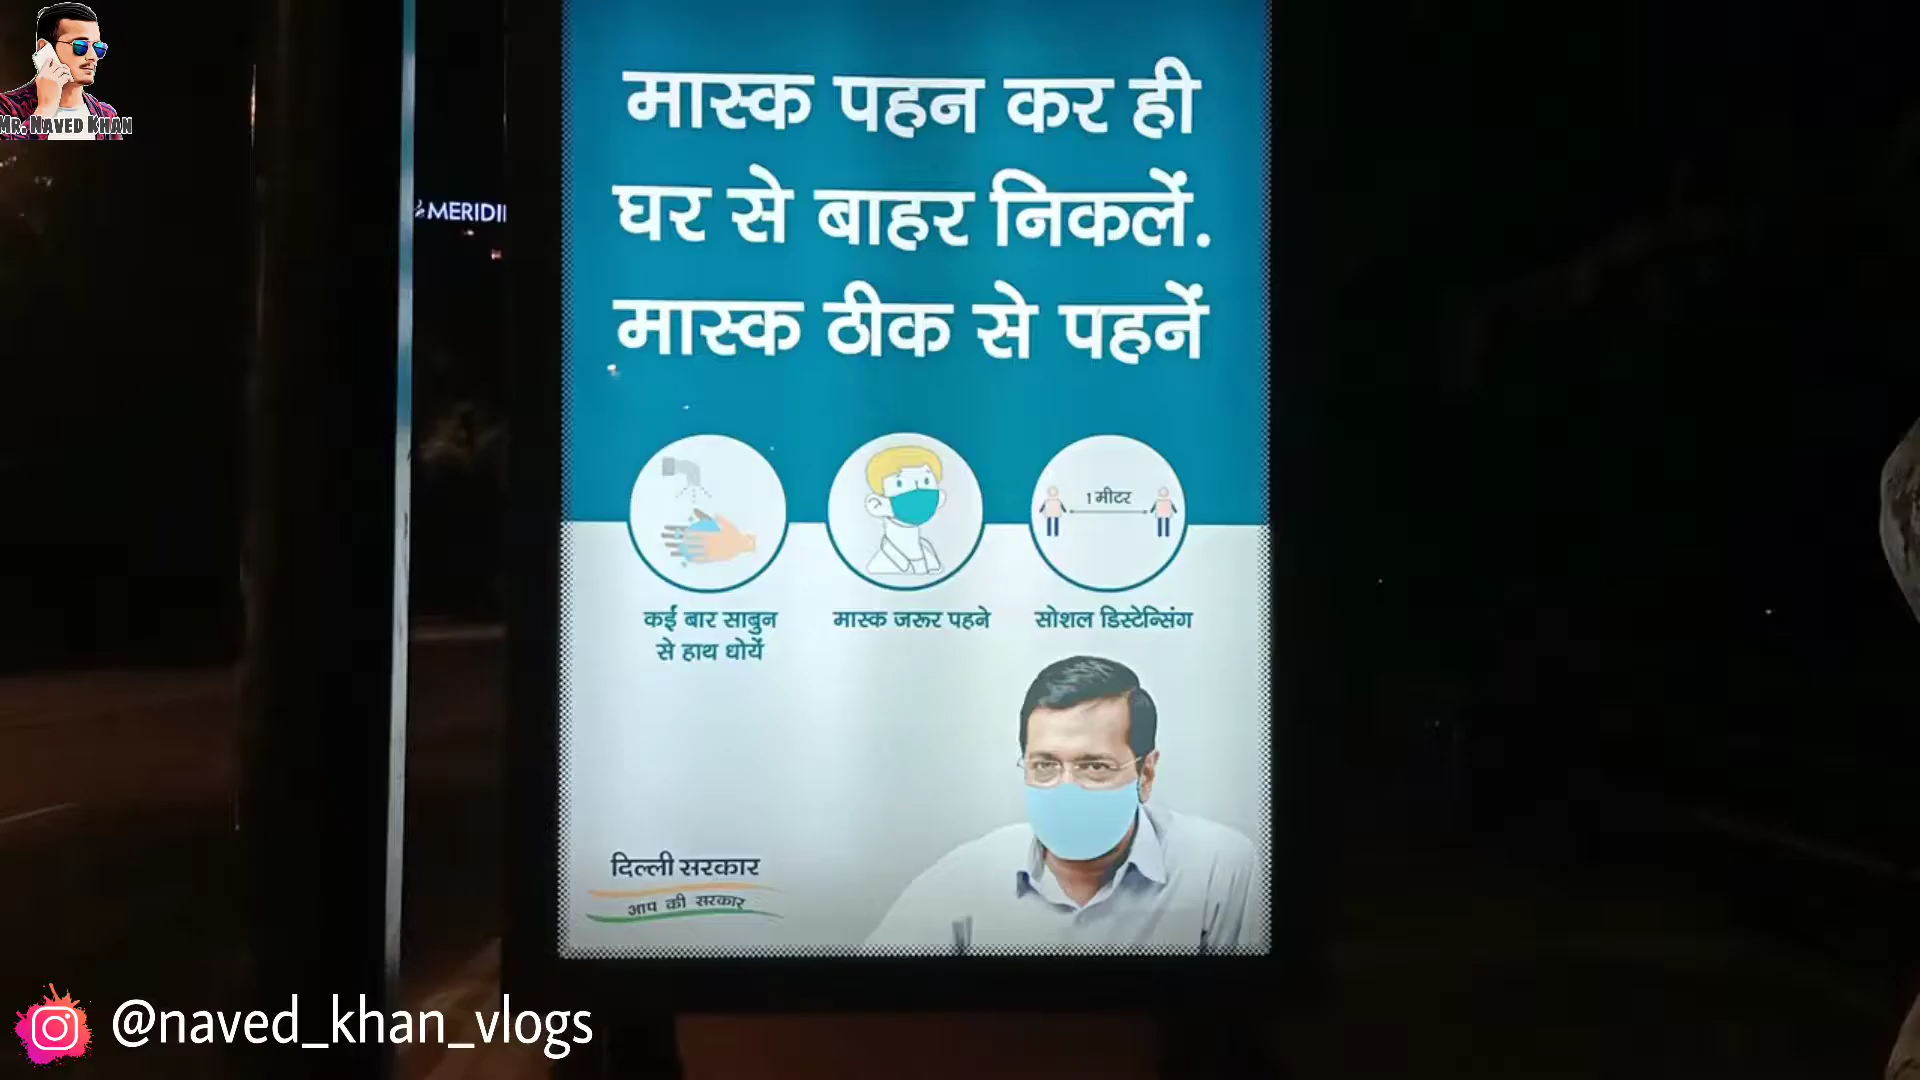 MR. NAVED KHAN
MERIDI
मास्क पहन कर ही
घर से बाहर निकलें.
मास्क ठीक से पहनें
1 मीटर
कई बार साबुन
से हाथ धोयें
मास्क जरूर पहने
सोशल डिस्टेन्सिंग
दिल्ली सरकार
आप की सरकार
@naved_khan_vlogs